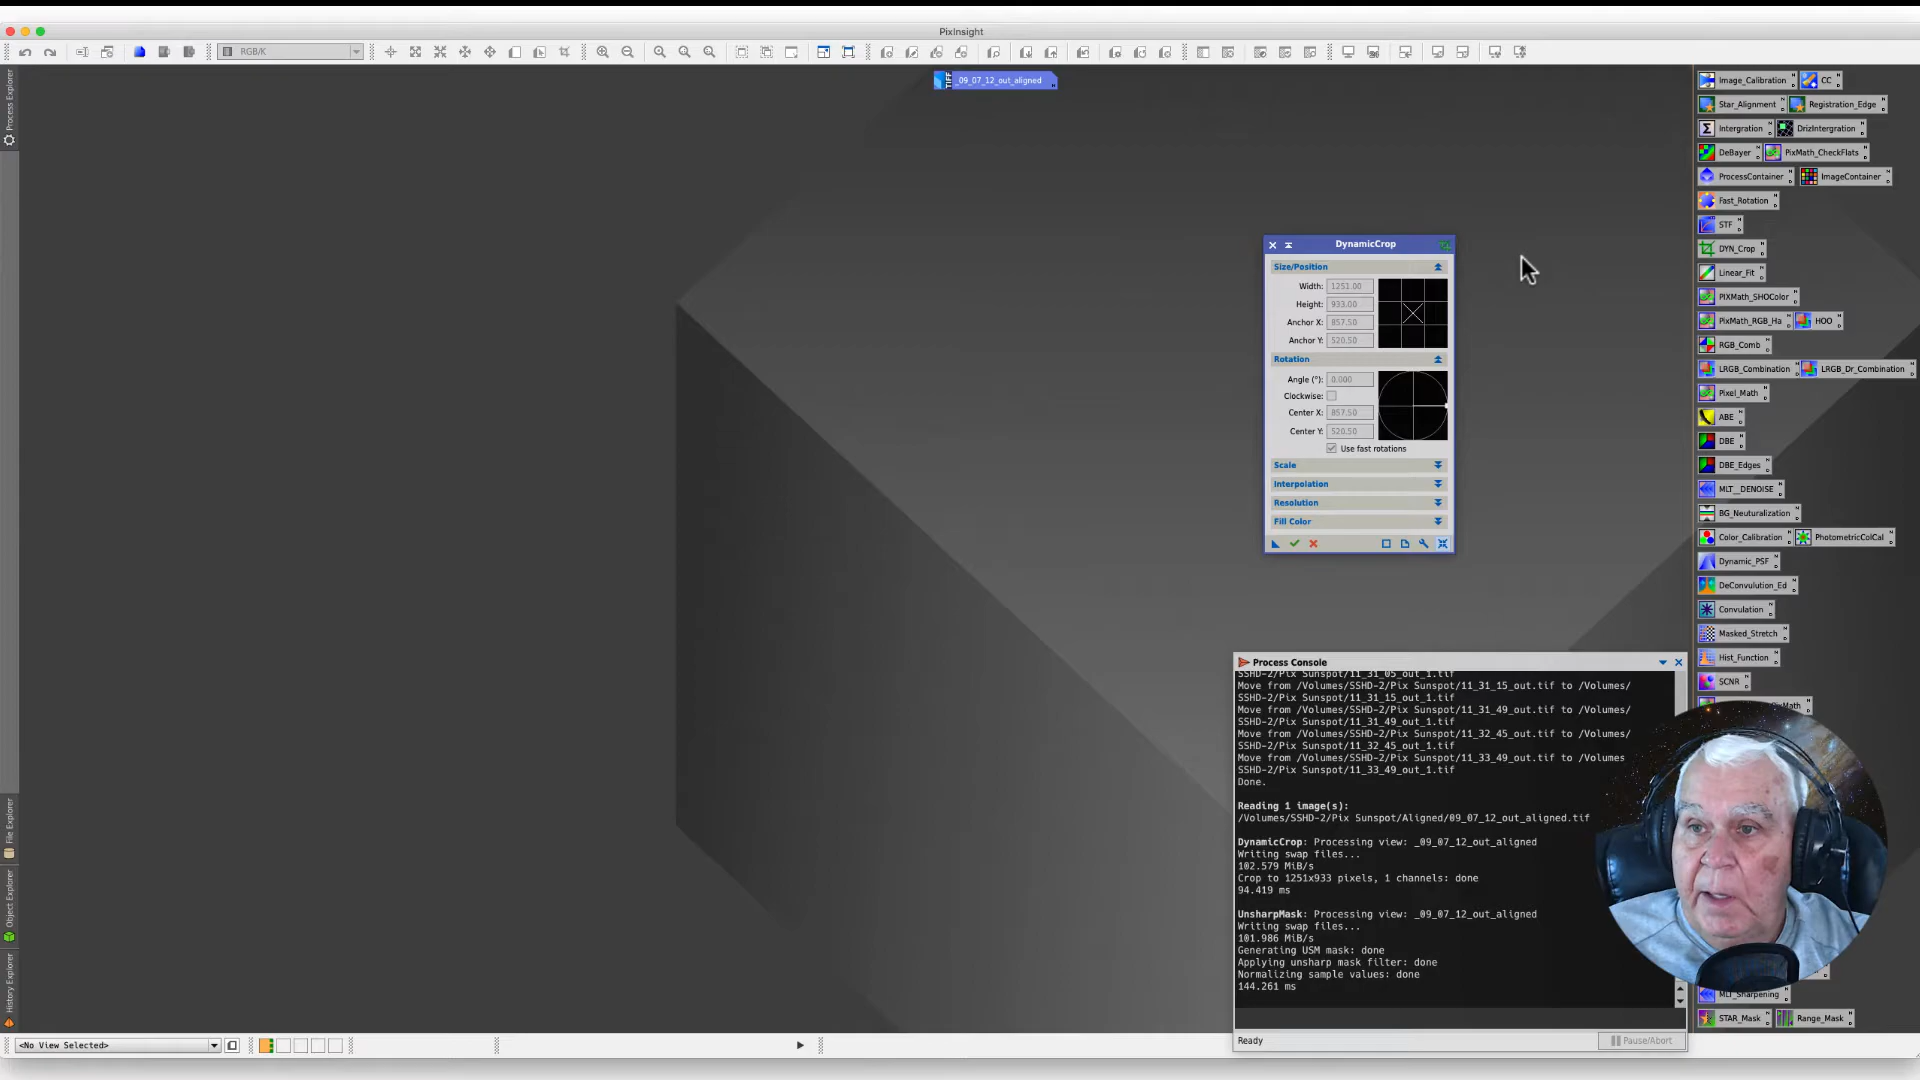 PixInsight
RGB/K
Process Explorer
File Explorer
Object Explorer
History Explorer
TIFF
_09_07_12_out_aligned
DynamicCrop
Size/Position
Width: 1251.00
Height: 933.00
Anchor X: 857.50
Anchor Y: 520.50
Rotation
Angle (°): 0.000
Clockwise:
Center X: 857.50
Center Y: 520.50
Use fast rotations
Scale
Interpolation
Resolution
Fill Color
Image_Calibration CC
Star_Alignment Registration_Edge
Intergration DrizIntergration
DeBayer PixMath_CheckFlats
ProcessContainer ImageContainer
Fast_Rotation
STF
DYN_Crop
Linear_Fit
PIXMath_SHOColor
PixMath_RGB_Ha HOO
RGB_Comb
LRGB_Combination LRGB_Dr_Combination
Pixel_Math
ABE
DBE
DBE_Edges
MLT__DENOISE
BG_Neuturalization
Color_Calibration PhotometricColCal
Dynamic_PSF
DeConvulution_Ed
Convulation
Masked_Stretch
Hist_Function
SCNR
MLT_Sharpening
STAR_Mask Range_Mask
Process Console
SSHD-2/Pix Sunspot/11_31_05_out_1.tif
Move from /Volumes/SSHD-2/Pix Sunspot/11_31_15_out.tif to /Volumes/
SSHD-2/Pix Sunspot/11_31_15_out_1.tif
Move from /Volumes/SSHD-2/Pix Sunspot/11_31_49_out.tif to /Volumes/
SSHD-2/Pix Sunspot/11_31_49_out_1.tif
Move from /Volumes/SSHD-2/Pix Sunspot/11_32_45_out.tif to /Volumes/
SSHD-2/Pix Sunspot/11_32_45_out_1.tif
Move from /Volumes/SSHD-2/Pix Sunspot/11_33_49_out.tif to /Volumes
SSHD-2/Pix Sunspot/11_33_49_out_1.tif
Done.
Reading 1 image(s):
/Volumes/SSHD-2/Pix Sunspot/Aligned/09_07_12_out_aligned.tif
DynamicCrop: Processing view: _09_07_12_out_aligned
Writing swap files...
102.579 MiB/s
Crop to 1251x933 pixels, 1 channels: done
94.419 ms
UnsharpMask: Processing view: _09_07_12_out_aligned
Writing swap files...
101.986 MiB/s
Generating USM mask: done
Applying unsharp mask filter: done
Normalizing sample values: done
144.261 ms
Ready
Pause/Abort
<No View Selected>